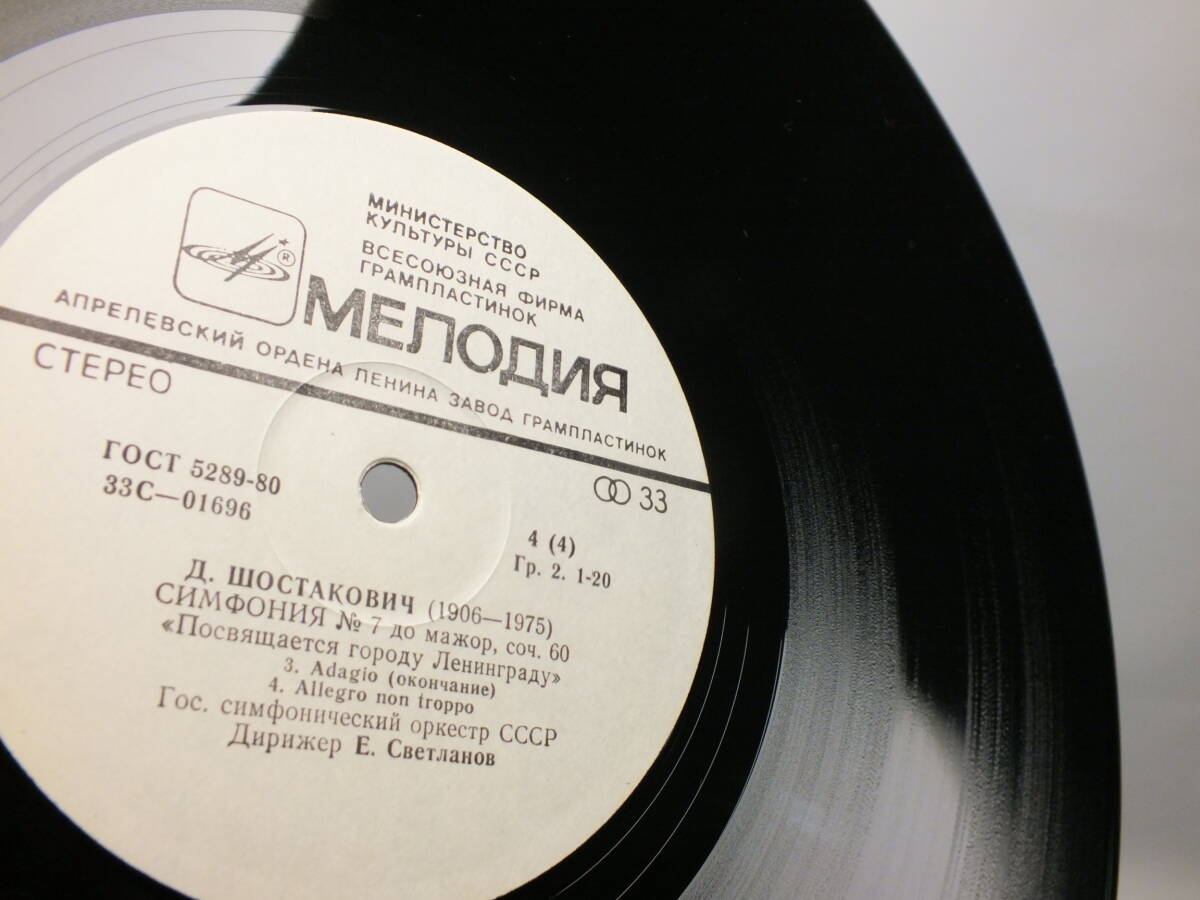 МИНИСТЕРСТВО
КУЛЬТУРЫ СССР
ВСЕСОЮЗНАЯ ФИРМА
ГРАМПЛАСТИНОК
®
МЕЛОДИЯ
АПРЕЛЕВСКИЙ ОРДЕНА ЛЕНИНА ЗАВОД ГРАМПЛАСТИНОК
СТЕРЕО
33
ГОСТ 5289-80
33С—01696
4 (4)
Гр. 2. 1-20
Д. ШОСТАКОВИЧ (1906—1975)
СИМФОНИЯ № 7 до мажор, соч. 60
«Посвящается городу Ленинграду»
3. Adagio (окончание)
4. Allegro non troppo
Гос. симфонический оркестр СССР
Дирижер Е. Светланов